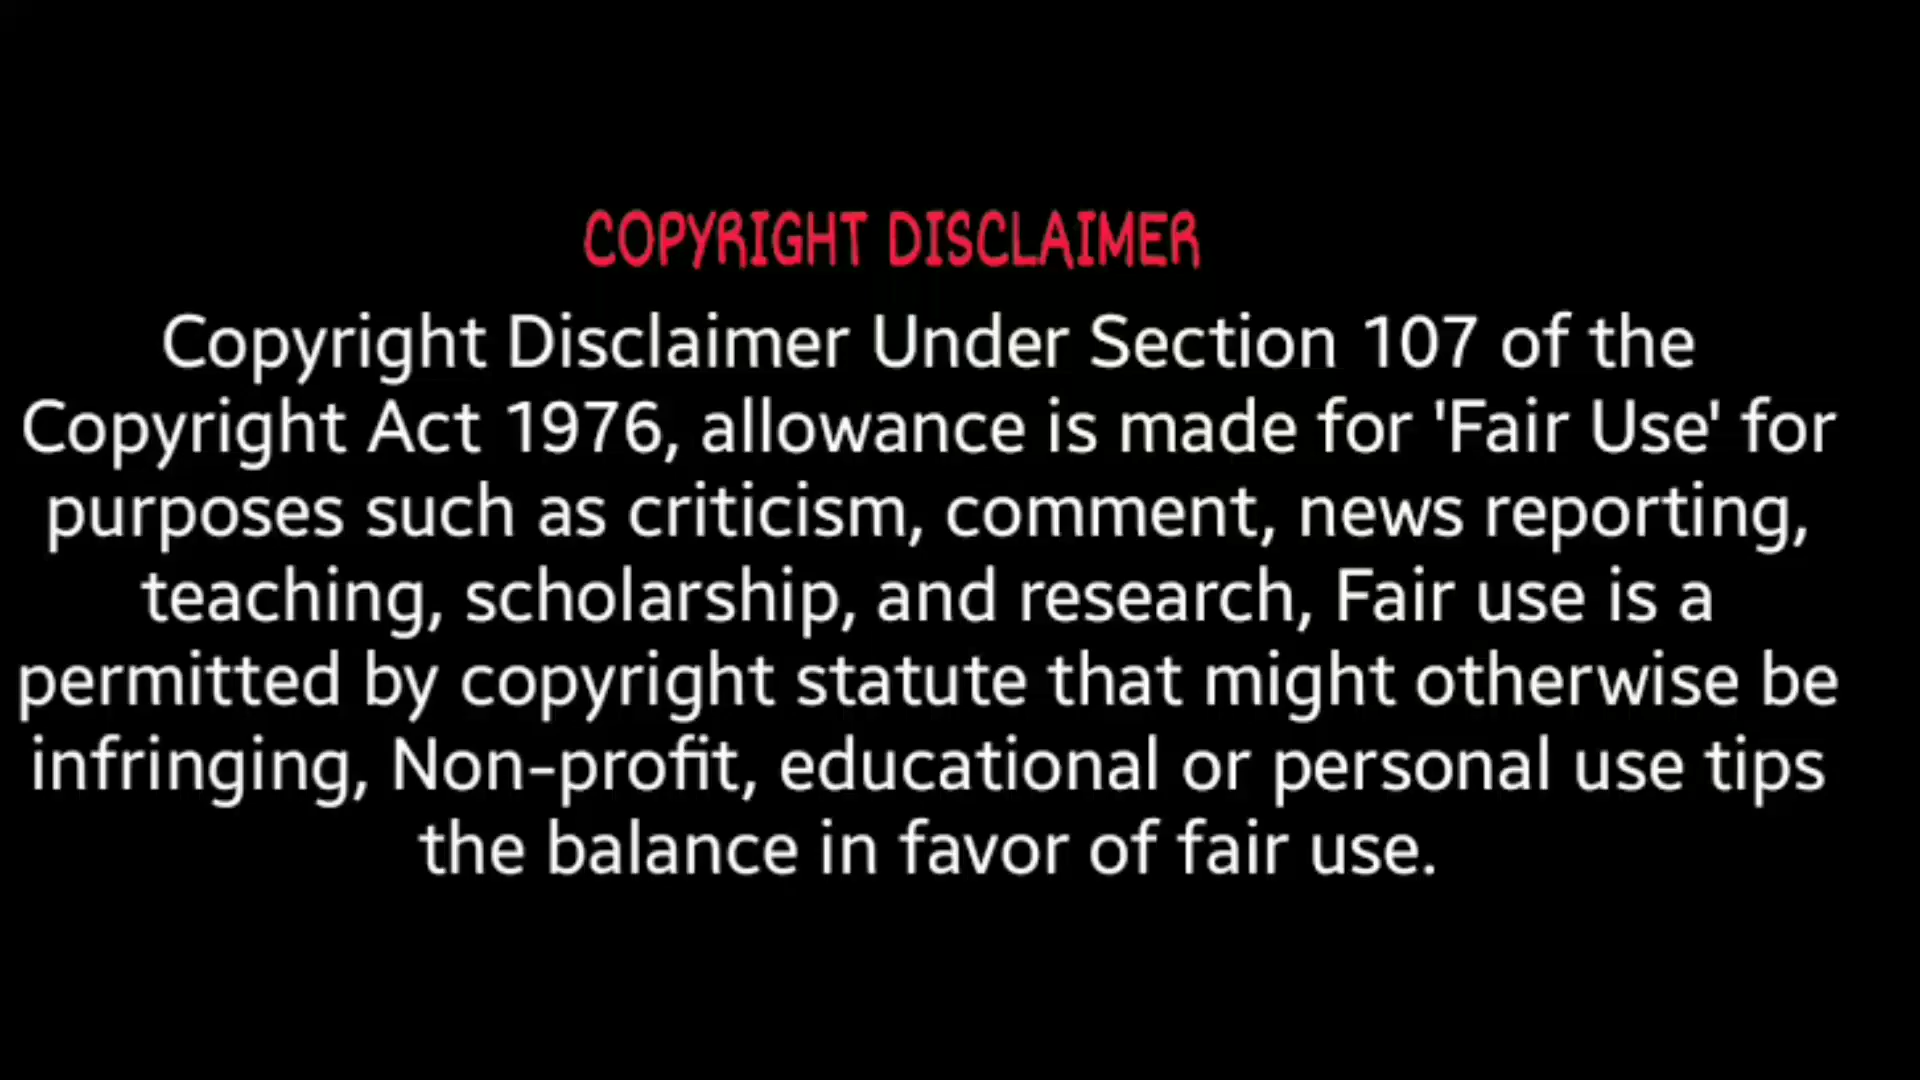 COPYRIGHT DISCLAIMER
Copyright Disclaimer Under Section 107 of the
Copyright Act 1976, allowance is made for 'Fair Use' for
purposes such as criticism, comment, news reporting,
teaching, scholarship, and research, Fair use is a
permitted by copyright statute that might otherwise be
infringing, Non-profit, educational or personal use tips
the balance in favor of fair use.